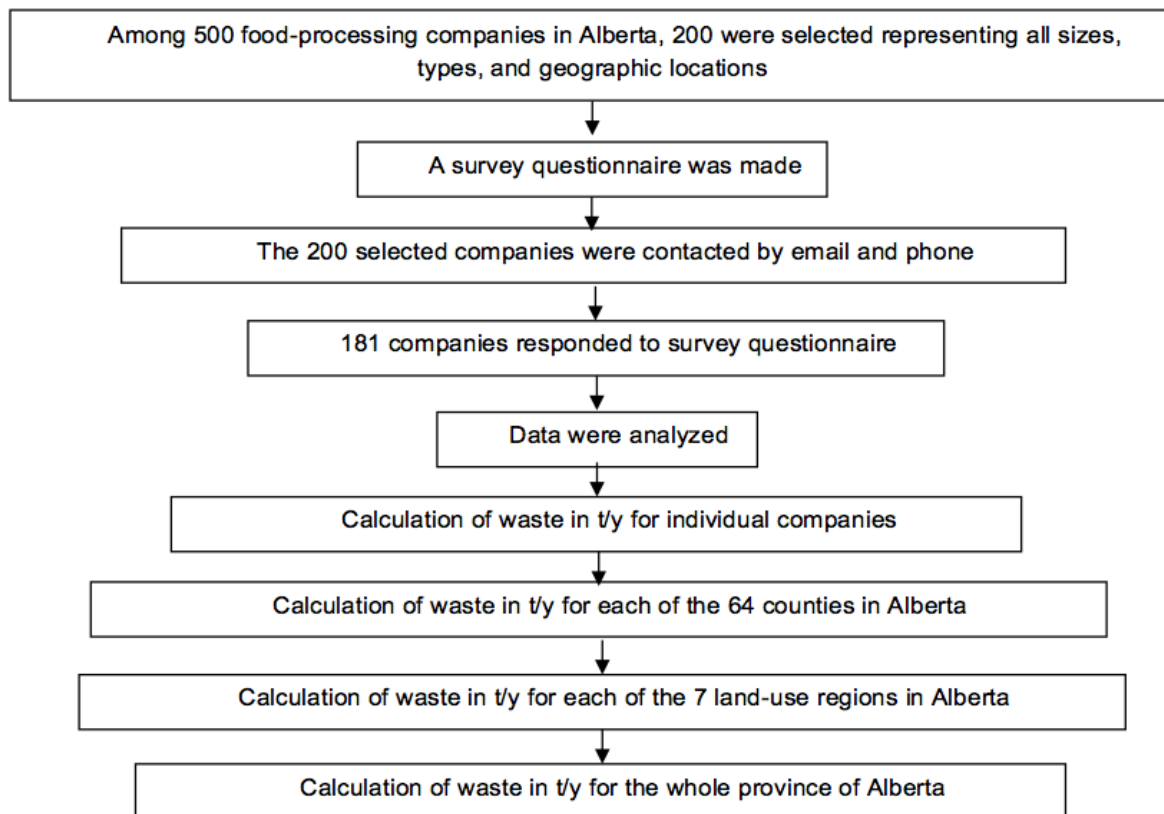 Among 500 food-processing companies in Alberta, 200 were selected representing all sizes,
types, and geographic locations
A survey questionnaire was made
The 200 selected companies were contacted by email and phone
181 companies responded to survey questionnaire
Data were analyzed
Calculation of waste in t/y for individual companies
Calculation of waste in t/y for each of the 64 counties in Alberta
Calculation of waste in t/y for each of the 7 land-use regions in Alberta
Calculation of waste in t/y for the whole province of Alberta